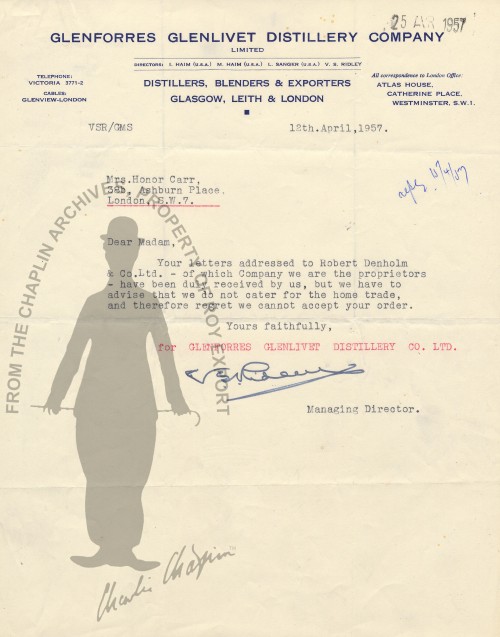 25 APR 1957
GLENFORRES GLENLIVET DISTILLERY COMPANY
LIMITED
DIRECTORS: I. HAIM (U.S.A.) M. HAIM (U.S.A.) L. SANGER (U.S.A.) V. S. RIDLEY
TELEPHONE:
VICTORIA 3771-2
CABLES:
GLENVIEW-LONDON
DISTILLERS, BLENDERS & EXPORTERS
GLASGOW, LEITH & LONDON
All correspondence to London Office:
ATLAS HOUSE,
CATHERINE PLACE,
WESTMINSTER, S.W.1.
VSR/GMS
12th.April,1957.
Mrs.Honor Carr,
Ashburn Place.
London, S.W.7.
Dear Madam,
Your letters addressed to Robert Denholm
& Co.Ltd. - of which Company we are the proprietors
- have been duly received by us, but we have to
advise that we do not cater for the home trade,
and therefore regret we cannot accept your order.
Yours faithfully,
for GLENFORRES GLENLIVET DISTILLERY CO. LTD.
Managing Director.
FROM THE CHAPLIN ARCHIVES, PROPERTY OF ROY EXPORT
Charlie Chaplin™